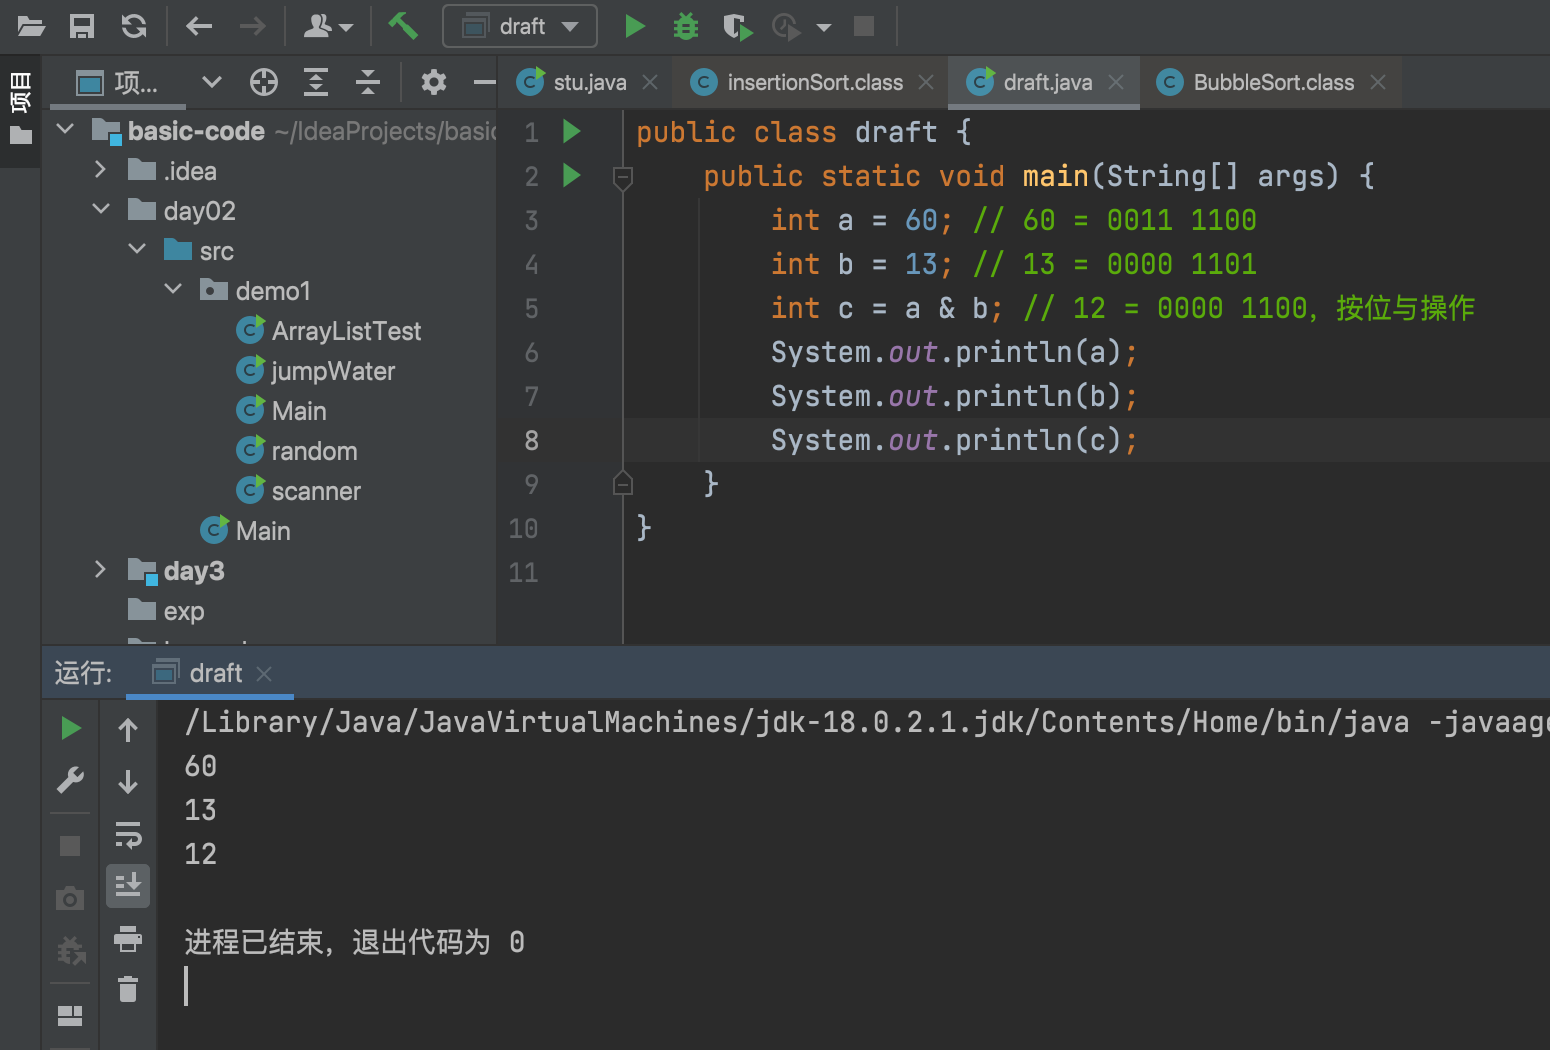 draft
项目
项...
stu.java
insertionSort.class
draft.java
BubbleSort.class
basic-code ~/IdeaProjects/basic
.idea
day02
src
demo1
ArrayListTest
jumpWater
Main
random
scanner
Main
day3
exp
1 public class draft {
2 public static void main(String[] args) {
3 int a = 60; // 60 = 0011 1100
4 int b = 13; // 13 = 0000 1101
5 int c = a & b; // 12 = 0000 1100，按位与操作
6 System.out.println(a);
7 System.out.println(b);
8 System.out.println(c);
9 }
10 }
11
运行: draft
/Library/Java/JavaVirtualMachines/jdk-18.0.2.1.jdk/Contents/Home/bin/java -javaage
60
13
12
进程已结束，退出代码为 0